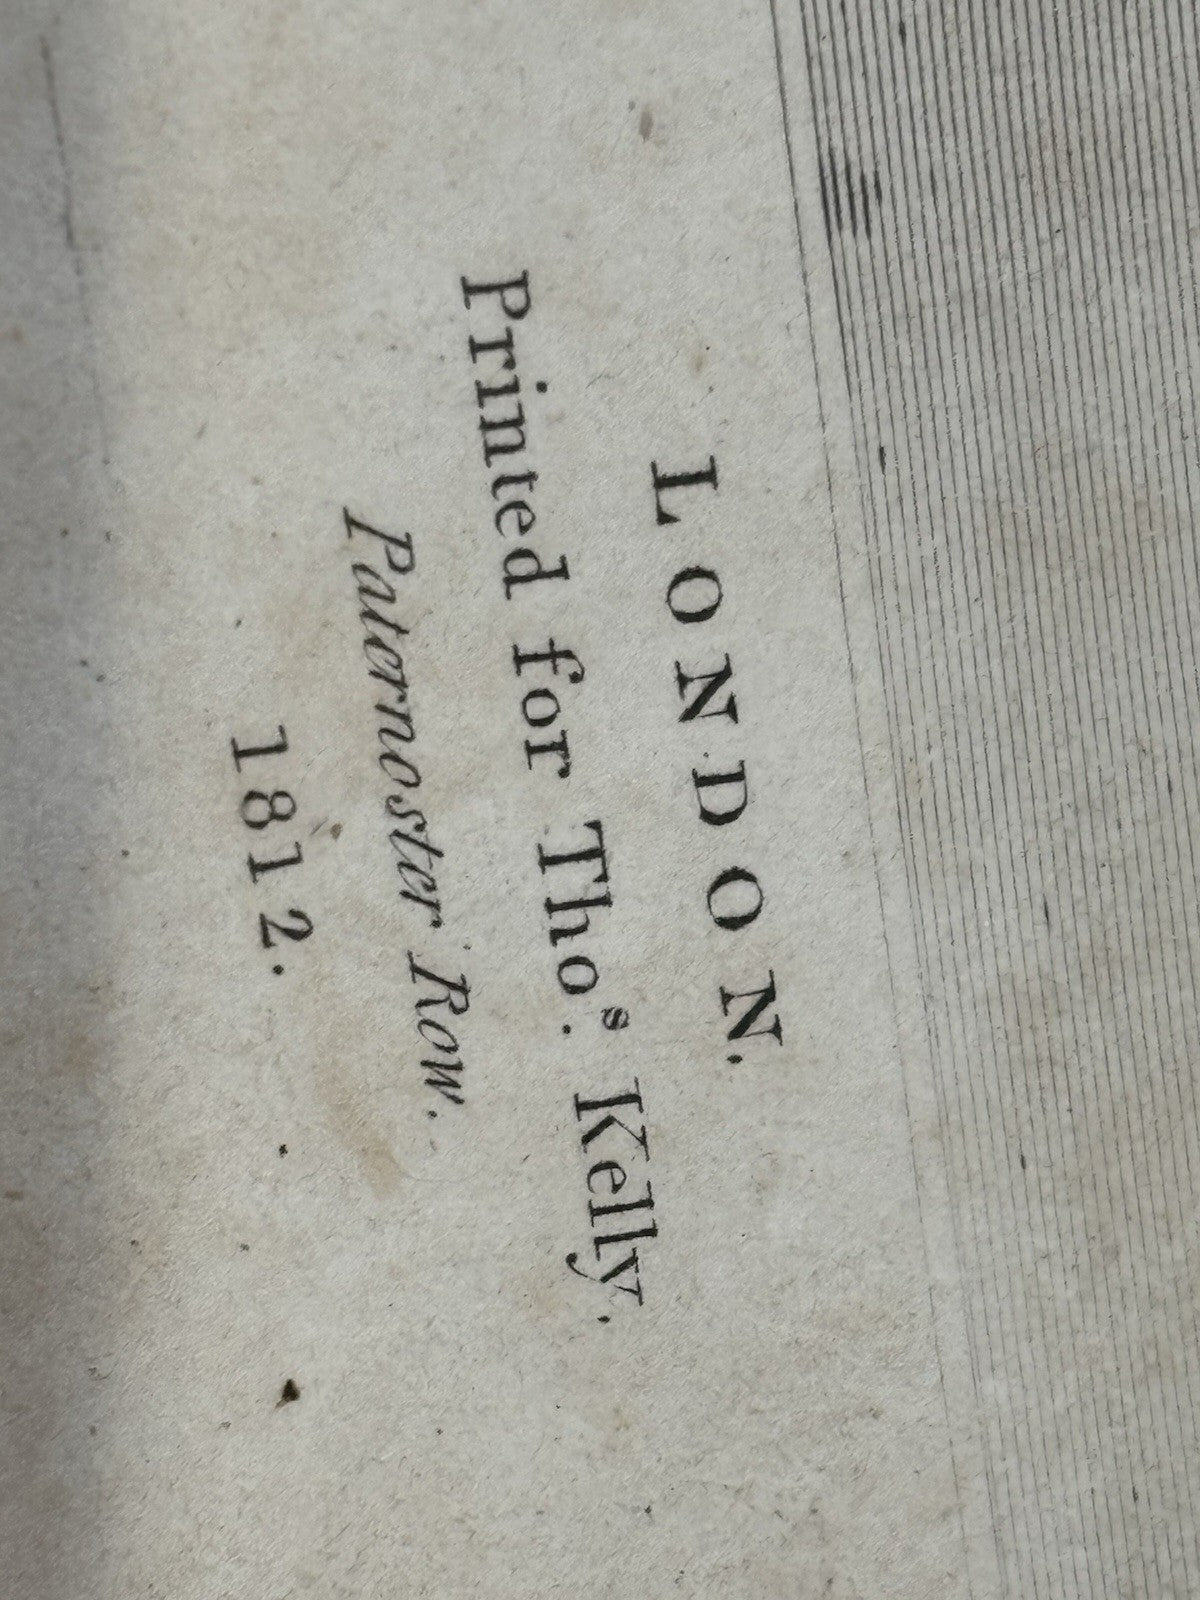 LONDON.
Printed for Thoˢ. Kelly.
Paternoster Row.
1812.